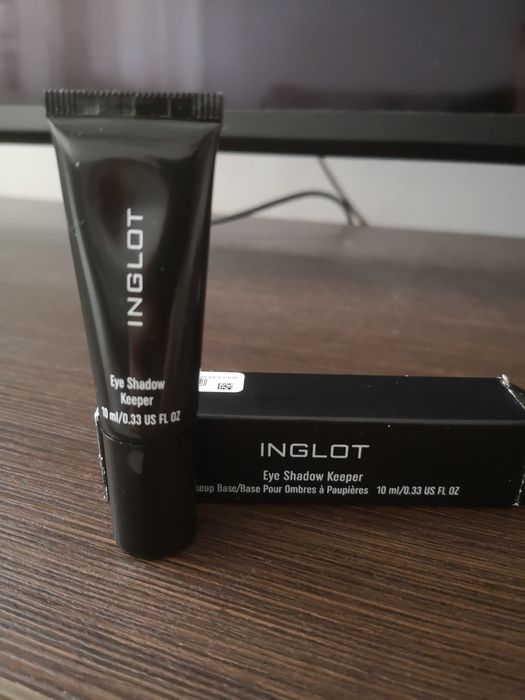 INGLOT
Eye Shadow
Keeper
10 ml/0.33 US FL OZ
INGLOT
Eye Shadow Keeper
keup Base/Base Pour Ombres à Paupières 10 ml/0.33 US FL OZ